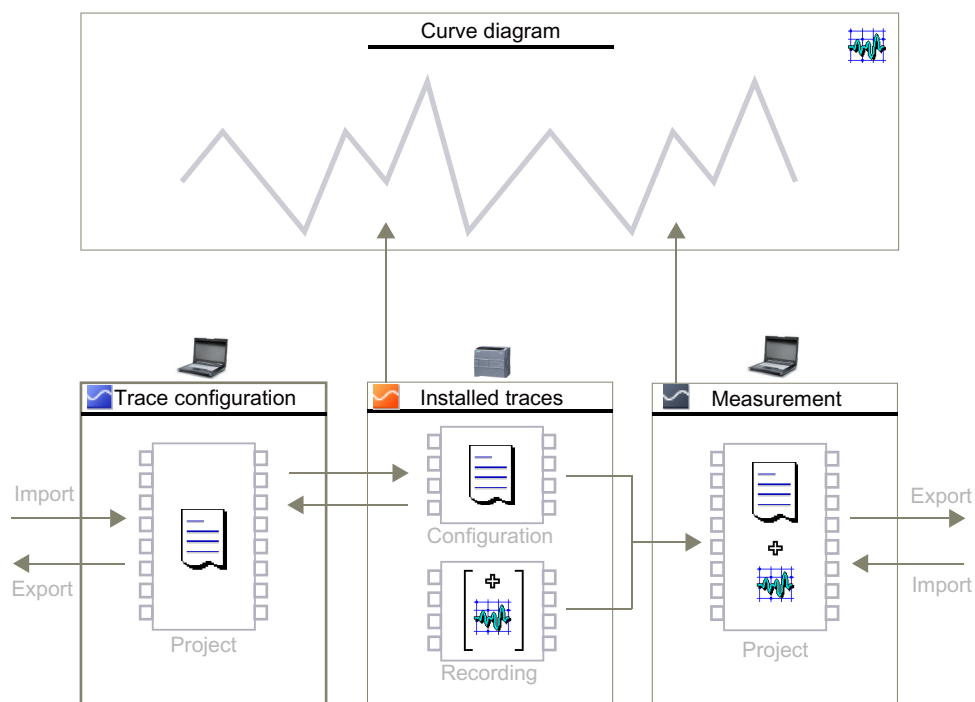 Curve diagram
Trace configuration
Installed traces
Measurement
Import
Export
Project
Configuration
Recording
Export
Import
Project